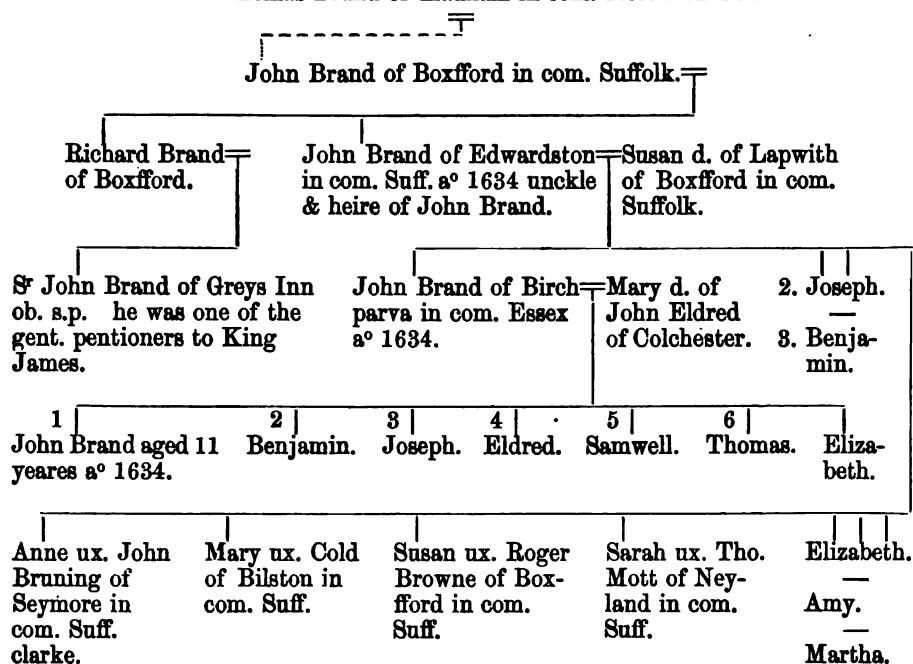 John Brand of Boxfford in com. Suffolk.
Richard Brand
of Boxfford.
John Brand of Edwardston
in com. Suff. aº 1634 unckle
& heire of John Brand.
Susan d. of Lapwith
of Boxfford in com.
Suffolk.
Sr John Brand of Greys Inn
ob. s.p. he was one of the
gent. pentioners to King
James.
John Brand of Birch
parva in com. Essex
aº 1634.
Mary d. of
John Eldred
of Colchester.
2. Joseph.
—
3. Benja-
min.
1
John Brand aged 11
yeares aº 1634.
2
Benjamin.
3
Joseph.
4
Eldred.
5
Samwell.
6
Thomas.
Eliza-
beth.
Anne ux. John
Bruning of
Seymore in
com. Suff.
clarke.
Mary ux. Cold
of Bilston in
com. Suff.
Susan ux. Roger
Browne of Box-
fford in com.
Suff.
Sarah ux. Tho.
Mott of Ney-
land in com.
Suff.
Elizabeth.
—
Amy.
—
Martha.